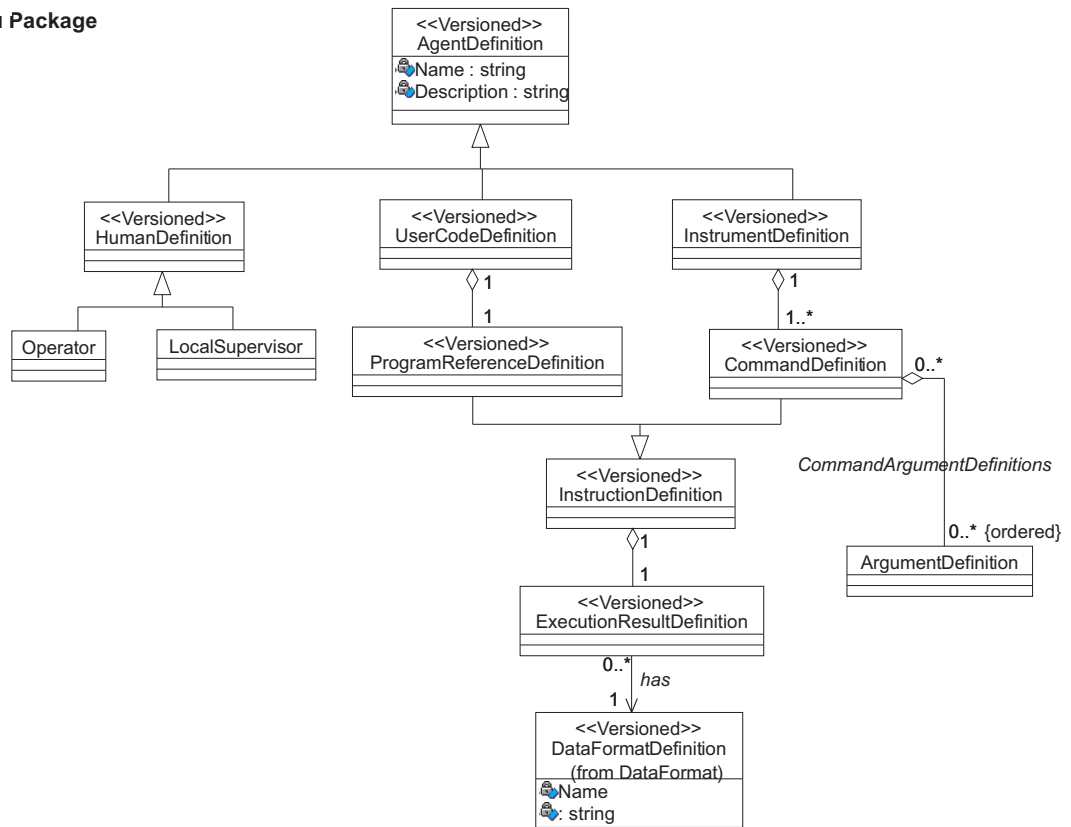 Package
<<Versioned>>
AgentDefinition
Name : string
Description : string
<<Versioned>>
HumanDefinition
<<Versioned>>
UserCodeDefinition
<<Versioned>>
InstrumentDefinition
1
1
1
1..*
Operator
LocalSupervisor
<<Versioned>>
ProgramReferenceDefinition
<<Versioned>>
CommandDefinition
0..*
CommandArgumentDefinitions
<<Versioned>>
InstructionDefinition
0..* {ordered}
1
1
ArgumentDefinition
<<Versioned>>
ExecutionResultDefinition
0..*
has
1
<<Versioned>>
DataFormatDefinition
(from DataFormat)
Name
: string